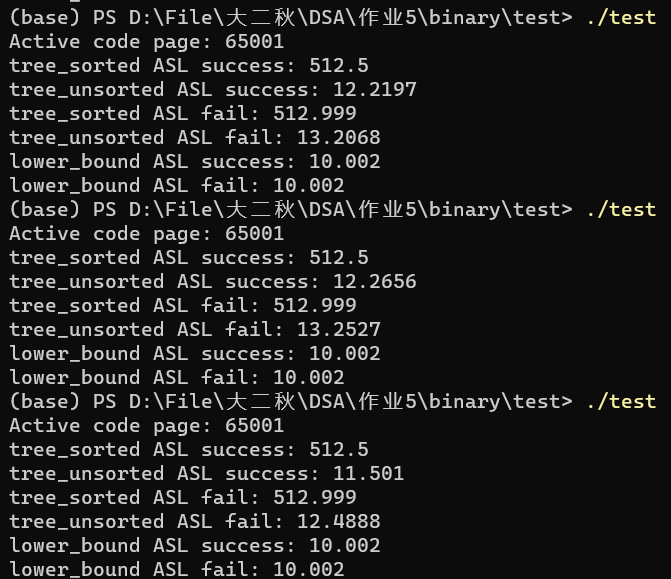 (base) PS D:\File\大二秋\DSA\作业5\binary\test> ./test
Active code page: 65001
tree_sorted ASL success: 512.5
tree_unsorted ASL success: 12.2197
tree_sorted ASL fail: 512.999
tree_unsorted ASL fail: 13.2068
lower_bound ASL success: 10.002
lower_bound ASL fail: 10.002
(base) PS D:\File\大二秋\DSA\作业5\binary\test> ./test
Active code page: 65001
tree_sorted ASL success: 512.5
tree_unsorted ASL success: 12.2656
tree_sorted ASL fail: 512.999
tree_unsorted ASL fail: 13.2527
lower_bound ASL success: 10.002
lower_bound ASL fail: 10.002
(base) PS D:\File\大二秋\DSA\作业5\binary\test> ./test
Active code page: 65001
tree_sorted ASL success: 512.5
tree_unsorted ASL success: 11.501
tree_sorted ASL fail: 512.999
tree_unsorted ASL fail: 12.4888
lower_bound ASL success: 10.002
lower_bound ASL fail: 10.002